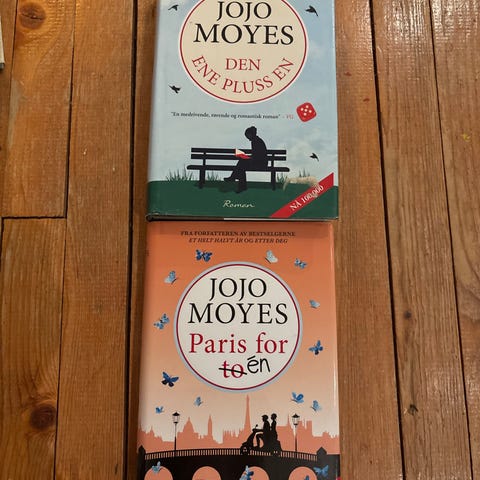 JOJO
MOYES
DEN
ENE PLUSS EN
"En medrivende, rørende og romantisk roman" - VG
Roman
NÅ 100.000
FRA FORFATTEREN AV BESTSELGERNE
ET HELT HALVT ÅR OG ETTER DEG
JOJO
MOYES
Paris for
to én